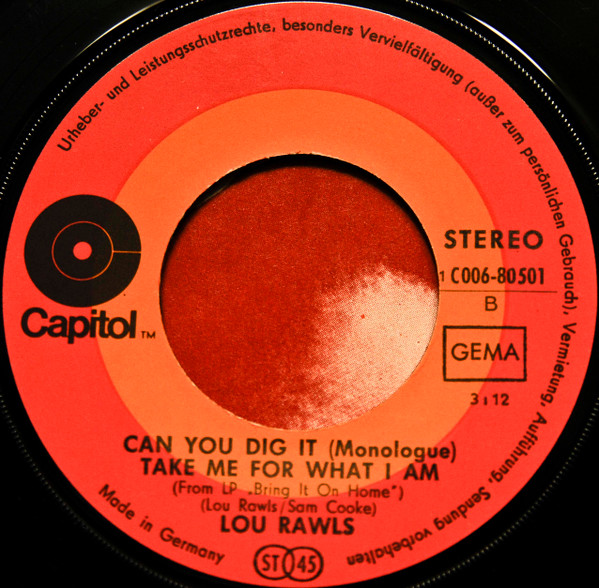 Urheber- und Leistungsschutzrechte, besonders Vervielfältigung (außer zum persönlichen Gebrauch), Vermietung, Aufführung, Sendung vorbehalten
Capitol TM
STEREO
1 C006-80501
B
GEMA
3:12
CAN YOU DIG IT (Monologue)
TAKE ME FOR WHAT I AM
(From LP „Bring It On Home")
(Lou Rawls/Sam Cooke)
LOU RAWLS
Made in Germany
ST 45